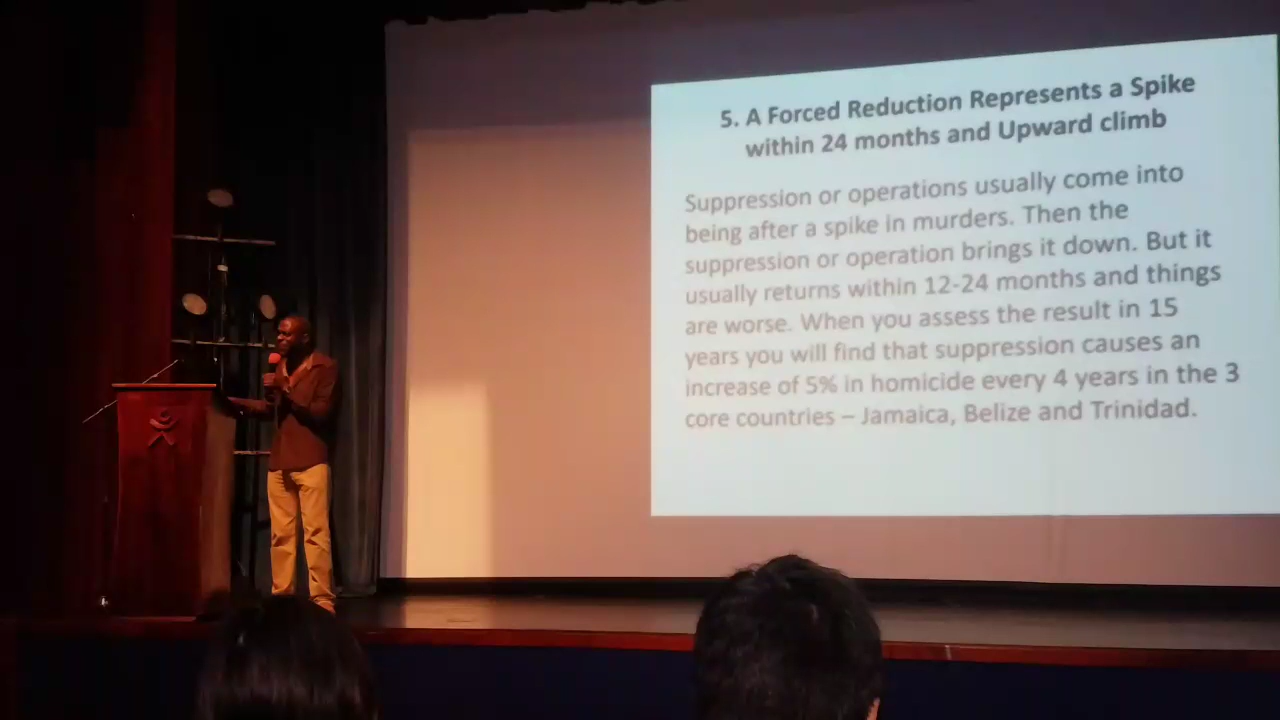 5. A Forced Reduction Represents a Spike
within 24 months and Upward climb
Suppression or operations usually come into
being after a spike in murders. Then the
suppression or operation brings it down. But it
usually returns within 12-24 months and things
are worse. When you assess the result in 15
years you will find that suppression causes an
increase of 5% in homicide every 4 years in the 3
core countries – Jamaica, Belize and Trinidad.